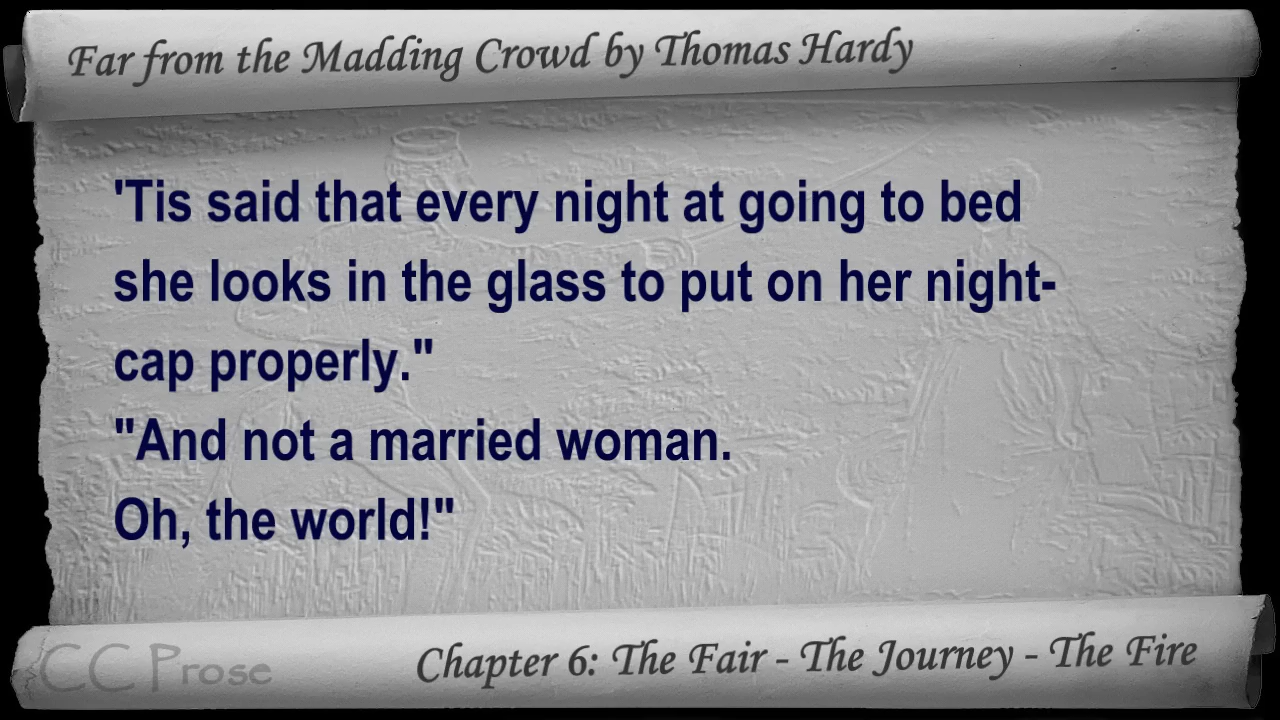 Far from the Madding Crowd by Thomas Hardy
'Tis said that every night at going to bed
she looks in the glass to put on her night-
cap properly."
"And not a married woman.
Oh, the world!"
CC Prose
Chapter 6: The Fair - The Journey - The Fire